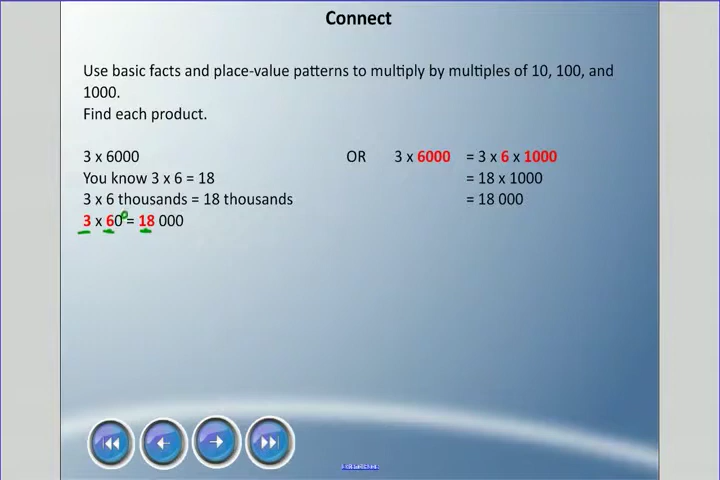 Connect
Use basic facts and place-value patterns to multiply by multiples of 10, 100, and
1000.
Find each product.
3 x 6000
You know 3 x 6 = 18
3 x 6 thousands = 18 thousands
3 x 60⁰ = 18 000
OR 3 x 6000 = 3 x 6 x 1000
= 18 x 1000
= 18 000